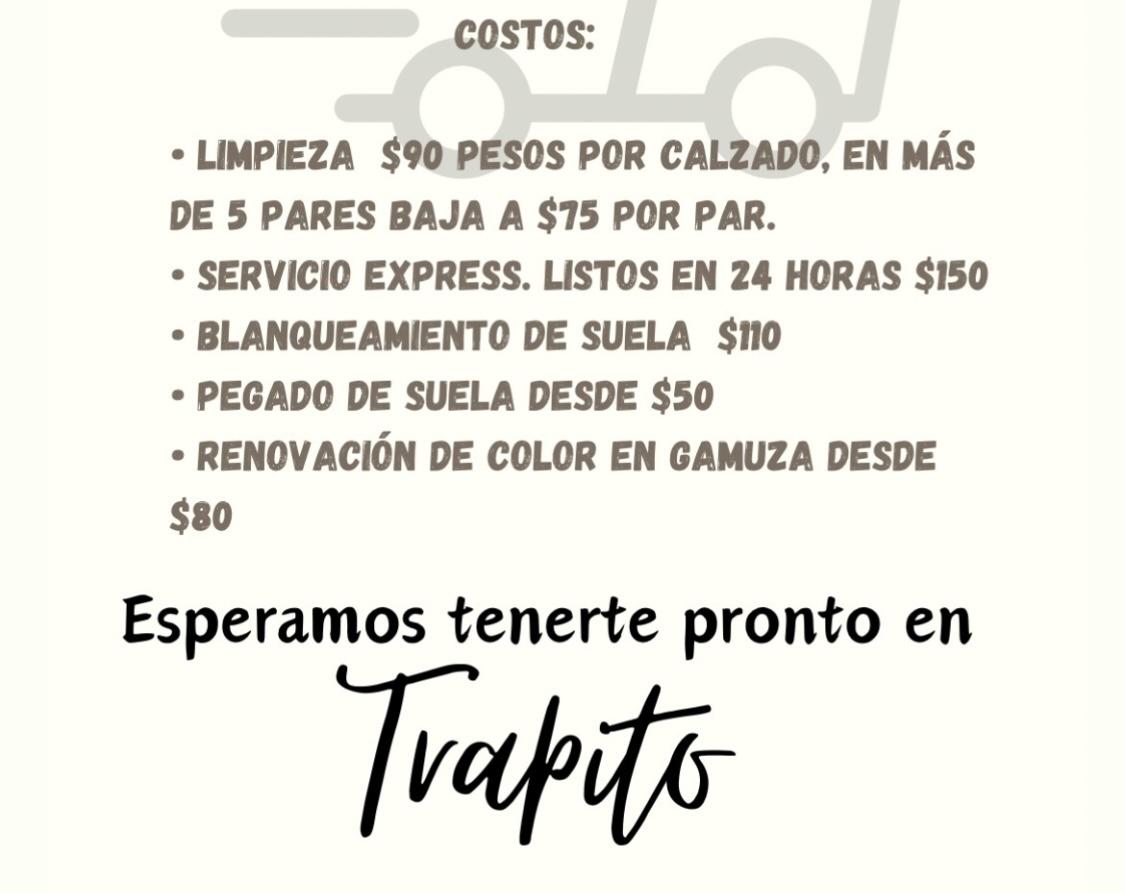 COSTOS:
• LIMPIEZA $90 PESOS POR CALZADO, EN MÁS
DE 5 PARES BAJA A $75 POR PAR.
• SERVICIO EXPRESS. LISTOS EN 24 HORAS $150
• BLANQUEAMIENTO DE SUELA $110
• PEGADO DE SUELA DESDE $50
• RENOVACIÓN DE COLOR EN GAMUZA DESDE
$80
Esperamos tenerte pronto en
Trapito